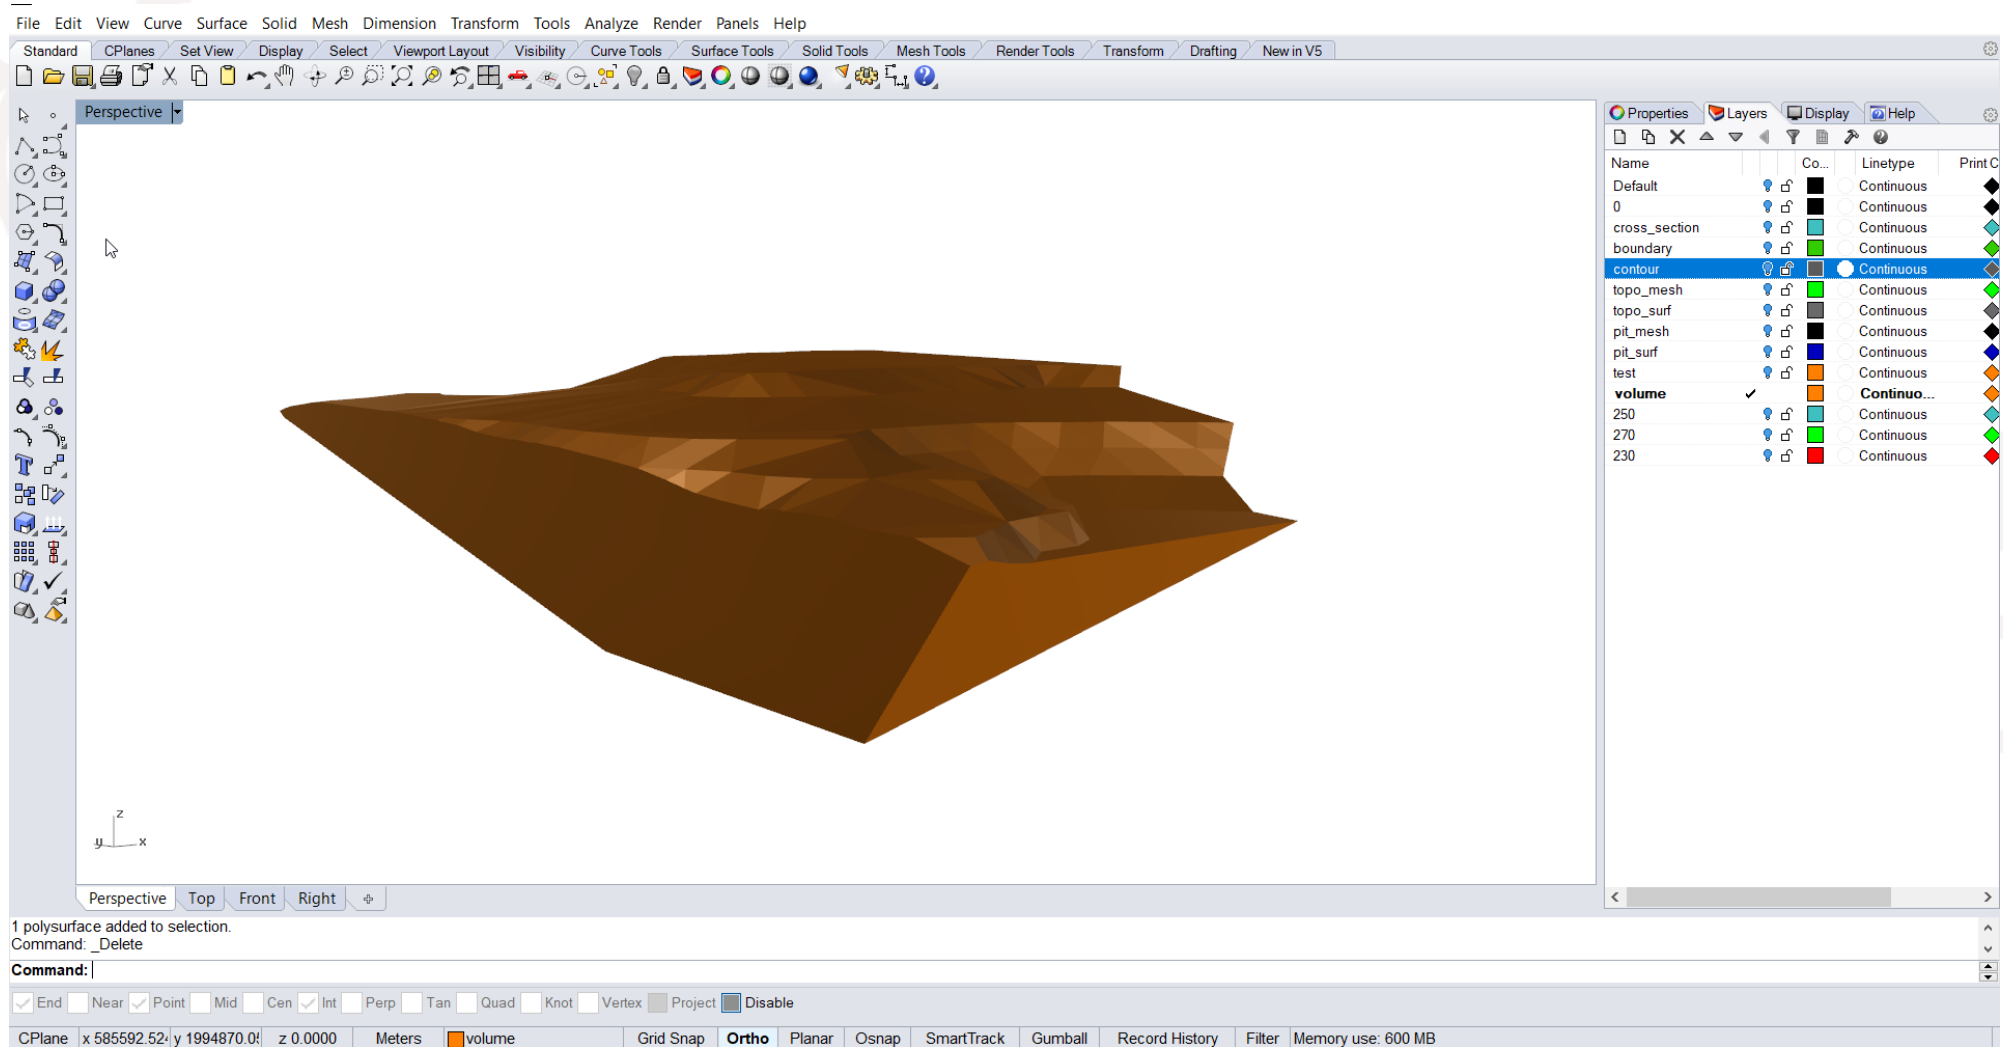 File Edit View Curve Surface Solid Mesh Dimension Transform Tools Analyze Render Panels Help
Standard CPlanes Set View Display Select Viewport Layout Visibility Curve Tools Surface Tools Solid Tools Mesh Tools Render Tools Transform Drafting New in V5
Perspective
Properties Layers Display Help
Name Co... Linetype Print C
Default Continuous
0 Continuous
cross_section Continuous
boundary Continuous
contour Continuous
topo_mesh Continuous
topo_surf Continuous
pit_mesh Continuous
pit_surf Continuous
test Continuous
volume Continuo...
250 Continuous
270 Continuous
230 Continuous
z
y x
Perspective Top Front Right
1 polysurface added to selection.
Command: _Delete
Command:
End Near Point Mid Cen Int Perp Tan Quad Knot Vertex Project Disable
CPlane x 585592.52 y 1994870.0 z 0.0000 Meters volume Grid Snap Ortho Planar Osnap SmartTrack Gumball Record History Filter Memory use: 600 MB